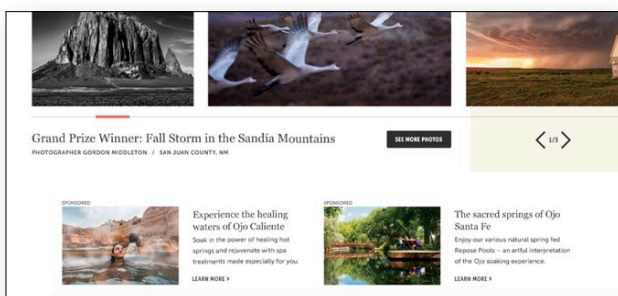 Grand Prize Winner: Fall Storm in the Sandía Mountains
SEE MORE PHOTOS
1/5
PHOTOGRAPHER GORDON MIDDLETON / SAN JUAN COUNTY, NM
SPONSORED
Experience the healing
waters of Ojo Caliente
Soak in the power of healing hot
springs and rejuvenate with spa
treatments made especially for you.
LEARN MORE >
SPONSORED
The sacred springs of Ojo
Santa Fe
Enjoy our various natural spring fed
Repose Pools – an artful interpretation
of the Ojo soaking experience.
LEARN MORE >